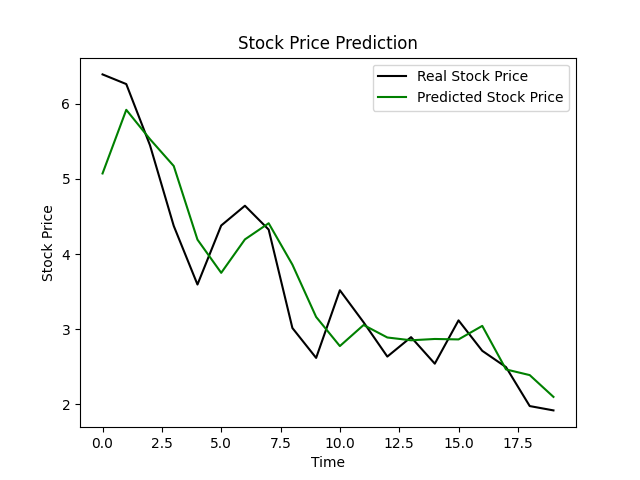 Stock Price Prediction
Real Stock Price
Predicted Stock Price
Stock Price
6
5
4
3
2
0.0 2.5 5.0 7.5 10.0 12.5 15.0 17.5
Time